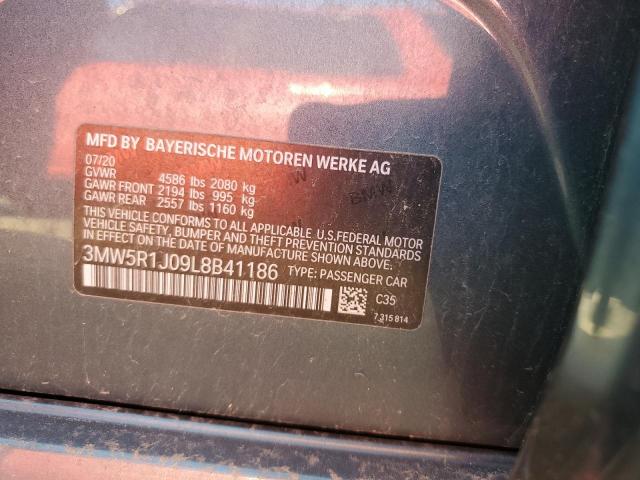 MFD BY BAYERISCHE MOTOREN WERKE AG
07/20
GVWR 4586 lbs 2080 kg
GAWR FRONT 2194 lbs 995 kg
GAWR REAR 2557 lbs 1160 kg
THIS VEHICLE CONFORMS TO ALL APPLICABLE U.S.FEDERAL MOTOR
VEHICLE SAFETY, BUMPER AND THEFT PREVENTION STANDARDS
IN EFFECT ON THE DATE OF MANUFACTURE SHOWN ABOVE.
3MW5R1J09L8B41186 TYPE: PASSENGER CAR
C35
7 315 814